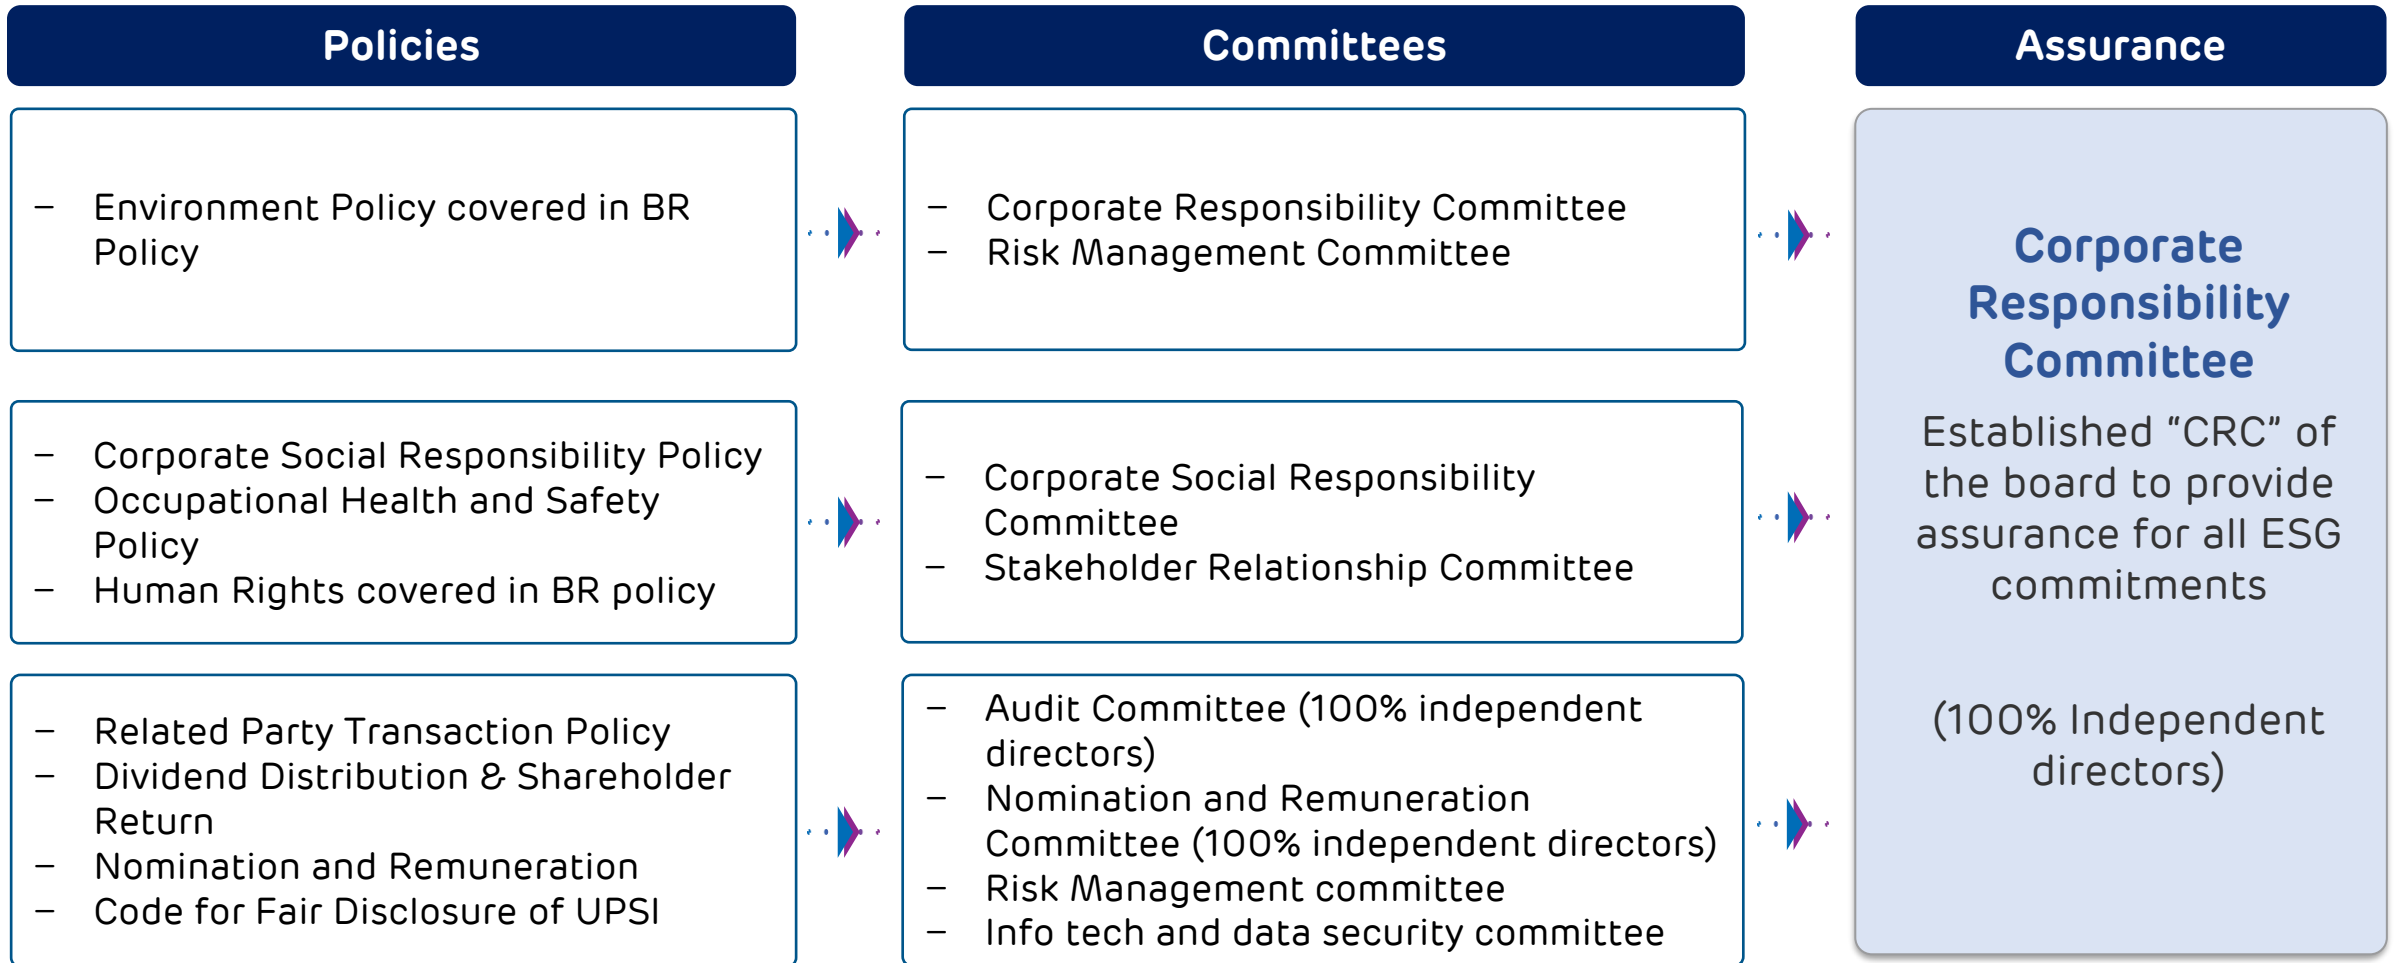 Policies
Committees
Assurance
– Environment Policy covered in BR
Policy
– Corporate Responsibility Committee
– Risk Management Committee
– Corporate Social Responsibility Policy
– Occupational Health and Safety
Policy
– Human Rights covered in BR policy
– Corporate Social Responsibility
Committee
– Stakeholder Relationship Committee
– Related Party Transaction Policy
– Dividend Distribution & Shareholder
Return
– Nomination and Remuneration
– Code for Fair Disclosure of UPSI
– Audit Committee (100% independent
directors)
– Nomination and Remuneration
Committee (100% independent directors)
– Risk Management committee
– Info tech and data security committee
Corporate
Responsibility
Committee
Established “CRC” of
the board to provide
assurance for all ESG
commitments
(100% Independent
directors)